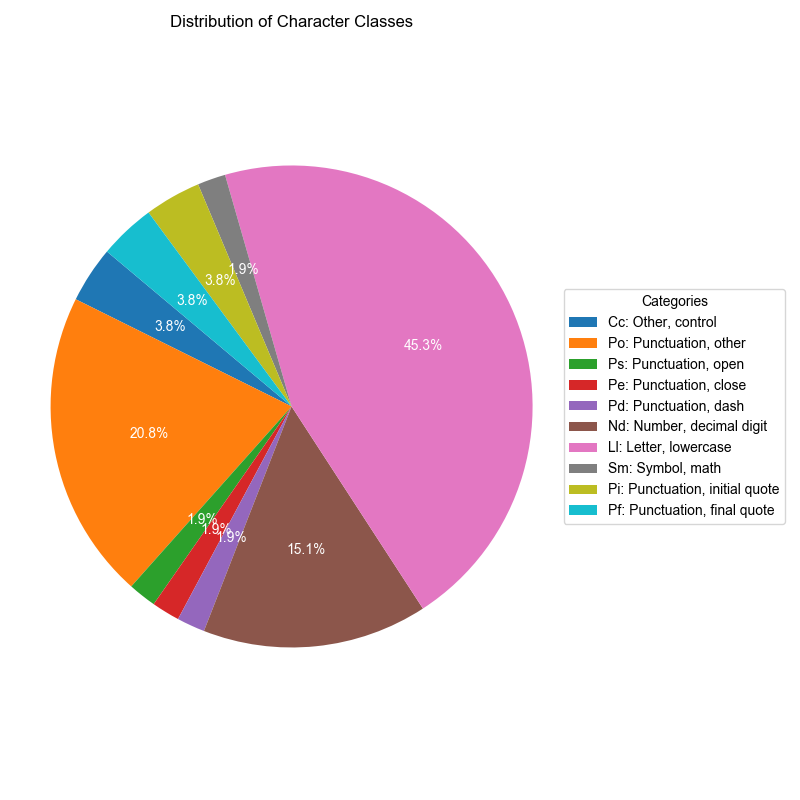 Distribution of Character Classes
1.9%
3.8%
3.8%
3.8%
45.3%
20.8%
1.9%
1.9%
1.9%
15.1%
Categories
Cc: Other, control
Po: Punctuation, other
Ps: Punctuation, open
Pe: Punctuation, close
Pd: Punctuation, dash
Nd: Number, decimal digit
Ll: Letter, lowercase
Sm: Symbol, math
Pi: Punctuation, initial quote
Pf: Punctuation, final quote